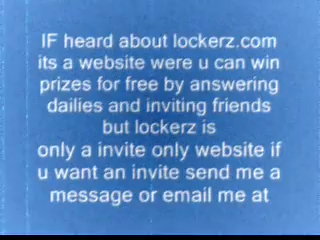 IF heard about lockerz.com
its a website were u can win
prizes for free by answering
dailies and inviting friends
but lockerz is
only a invite only website if
u want an invite send me a
message or email me at